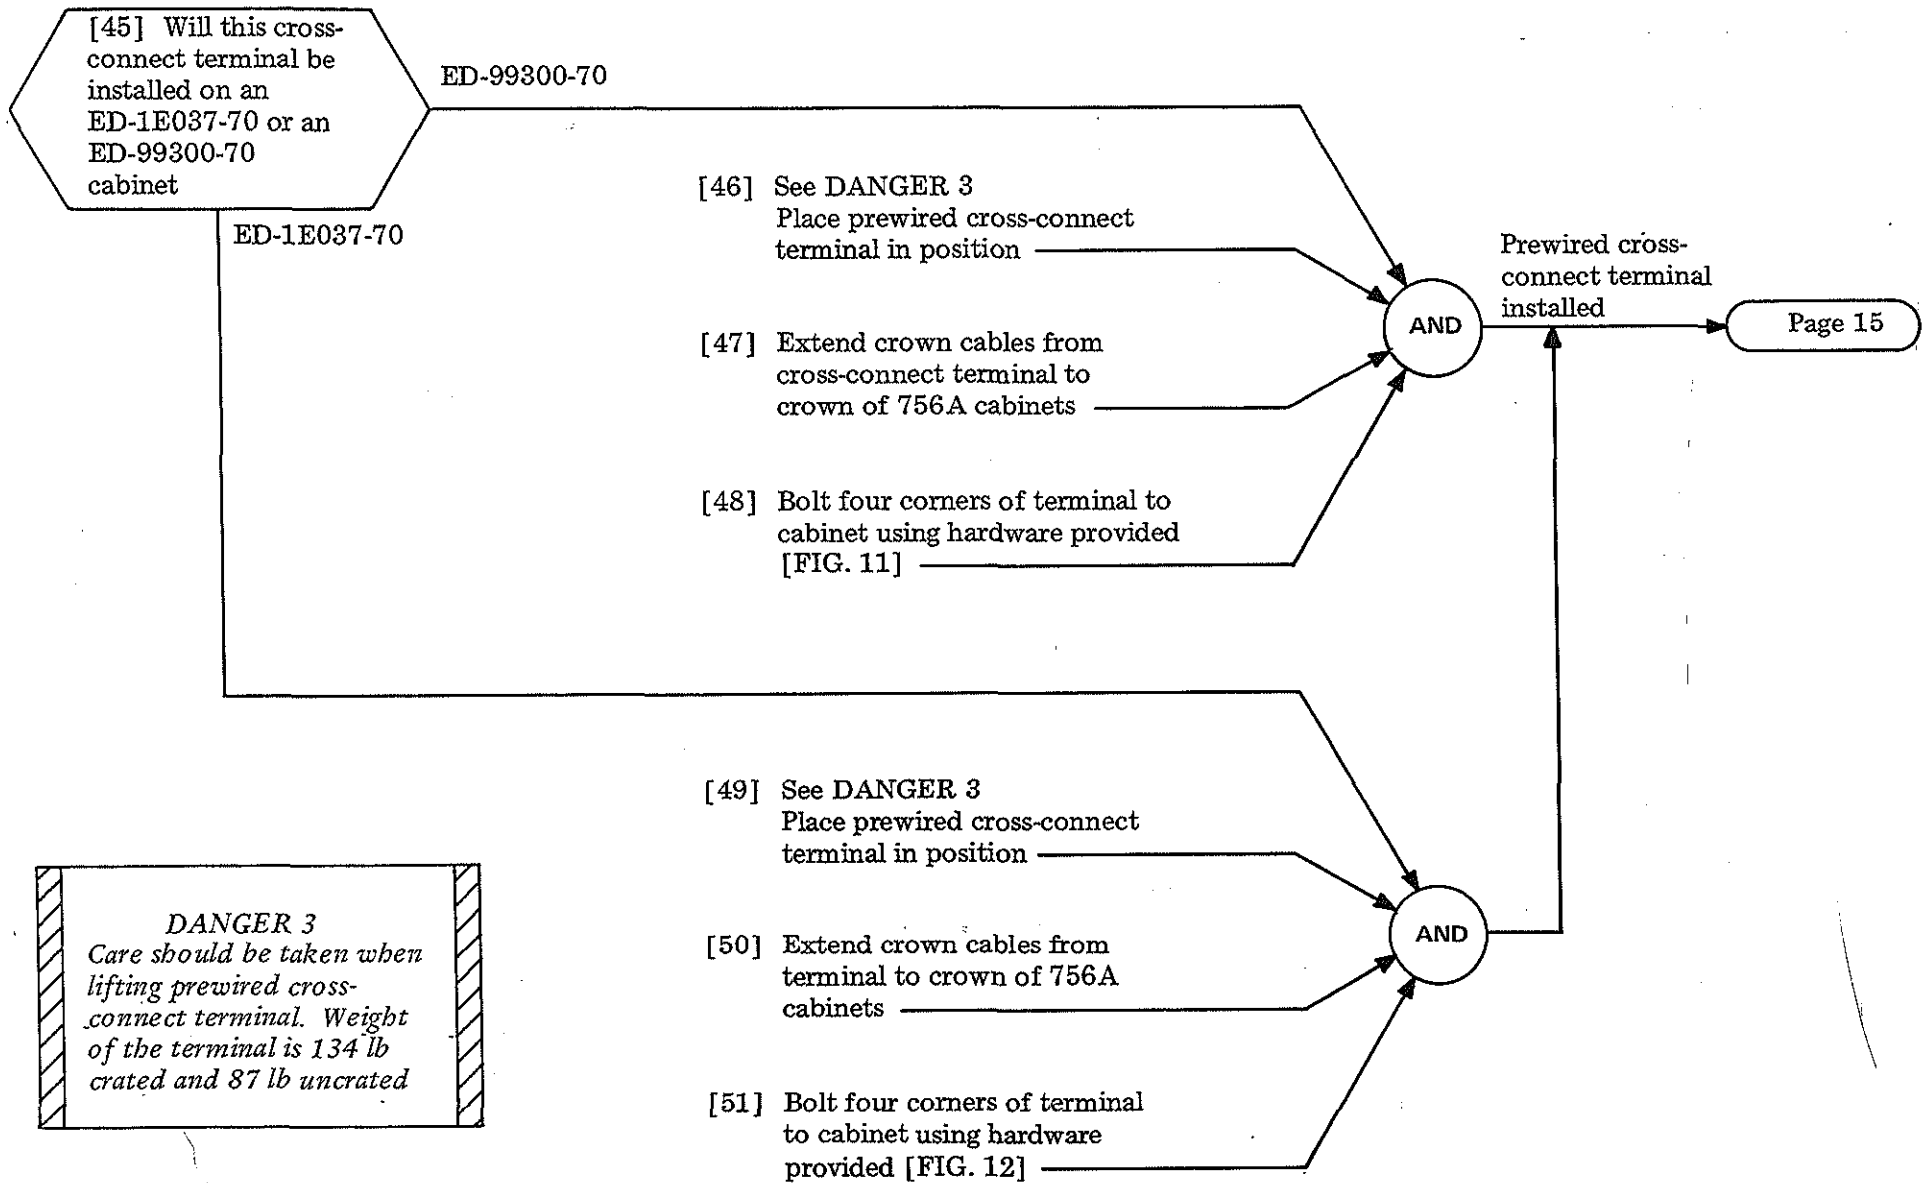 [45] Will this cross-
connect terminal be
installed on an
ED-1E037-70 or an
ED-99300-70
cabinet
ED-99300-70
ED-1E037-70
[46] See DANGER 3
Place prewired cross-connect
terminal in position
[47] Extend crown cables from
cross-connect terminal to
crown of 756A cabinets
[48] Bolt four corners of terminal to
cabinet using hardware provided
[FIG. 11]
AND
Prewired cross-
connect terminal
installed
Page 15
[49] See DANGER 3
Place prewired cross-connect
terminal in position
[50] Extend crown cables from
terminal to crown of 756A
cabinets
[51] Bolt four corners of terminal
to cabinet using hardware
provided [FIG. 12]
AND
DANGER 3
Care should be taken when
lifting prewired cross-
connect terminal. Weight
of the terminal is 134 lb
crated and 87 lb uncrated